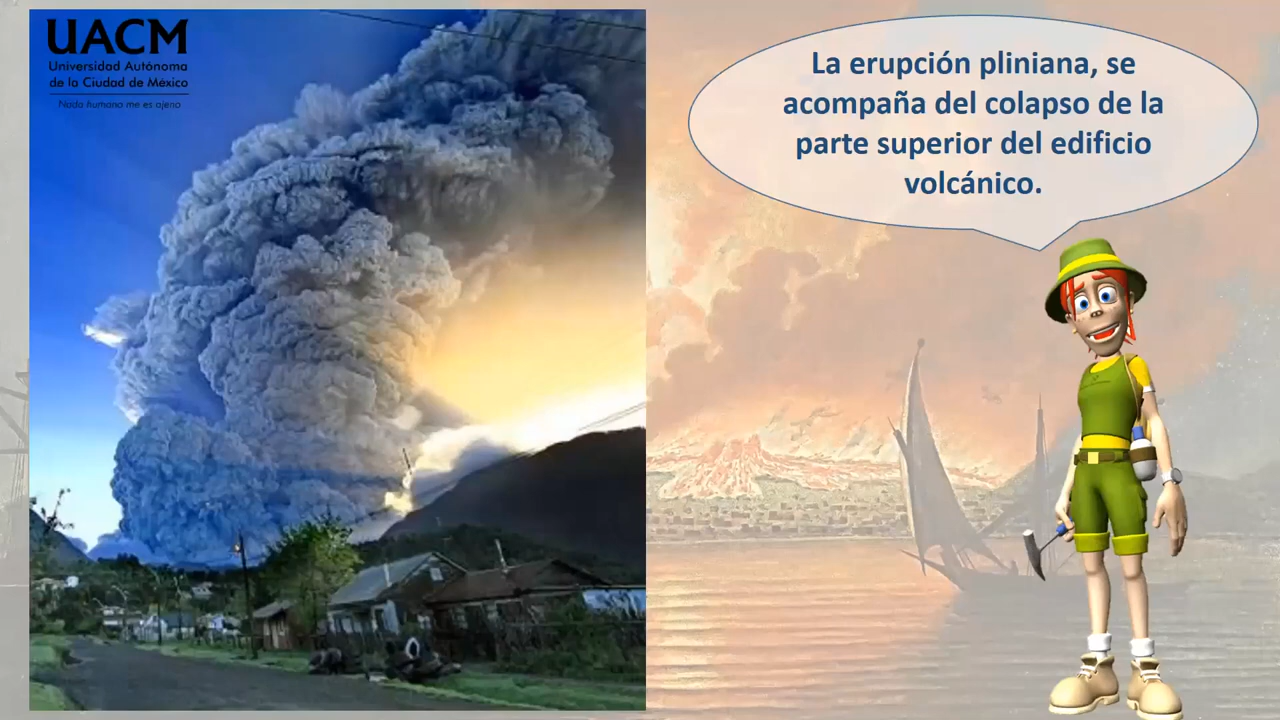 UACM
Universidad Autónoma
de la Ciudad de México
Nada humano me es ajeno
La erupción pliniana, se
acompaña del colapso de la
parte superior del edificio
volcánico.